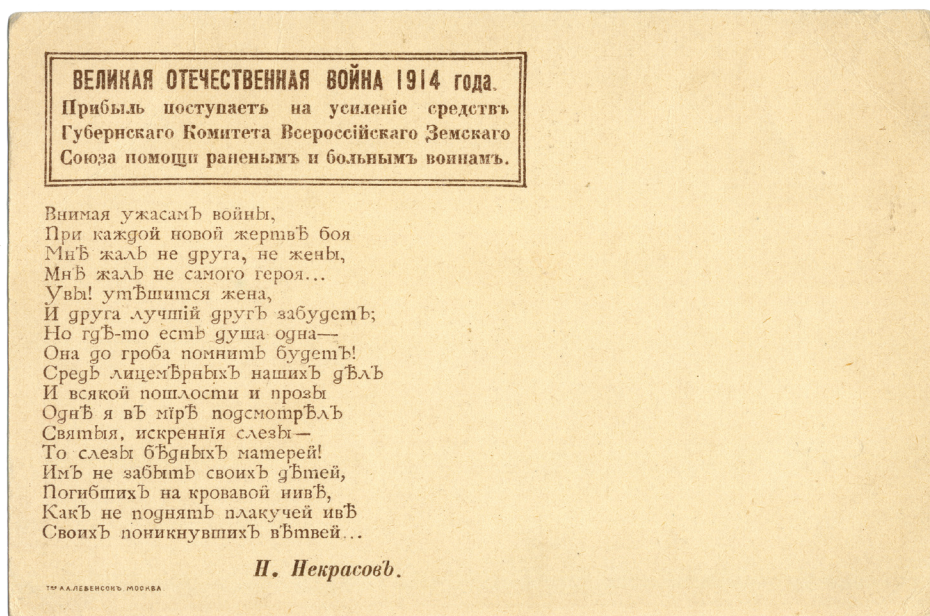 ВЕЛИКАЯ ОТЕЧЕСТВЕННАЯ ВОЙНА 1914 года.
Прибыль поступаетъ на усиленіе средствъ
Губернскаго Комитета Всероссійскаго Земскаго
Союза помощи раненымъ и больнымъ воинамъ.
Внимая ужасамъ войны,
При каждой новой жертвѣ боя
Мнѣ жаль не друга, не жены,
Мнѣ жаль не самого героя...
Увы! утѣшится жена,
И друга лучшій другъ забудетъ;
Но гдѣ-то есть душа одна—
Она до гроба помнить будетъ!
Средь лицемѣрныхъ нашихъ дѣлъ
И всякой пошлости и прозы
Однѣ я въ мїрѣ подсмотрѣлъ
Святыя, искреннія слезы—
То слезы бѣдныхъ матерей!
Имъ не забыть своихъ дѣтей,
Погибшихъ на кровавой нивѣ,
Какъ не поднять плакучей ивѣ
Своихъ поникнувшихъ вѣтвей...
Н. Некрасовъ.
Тво А.А.ЛЕВЕНСОНЪ. МОСКВА.